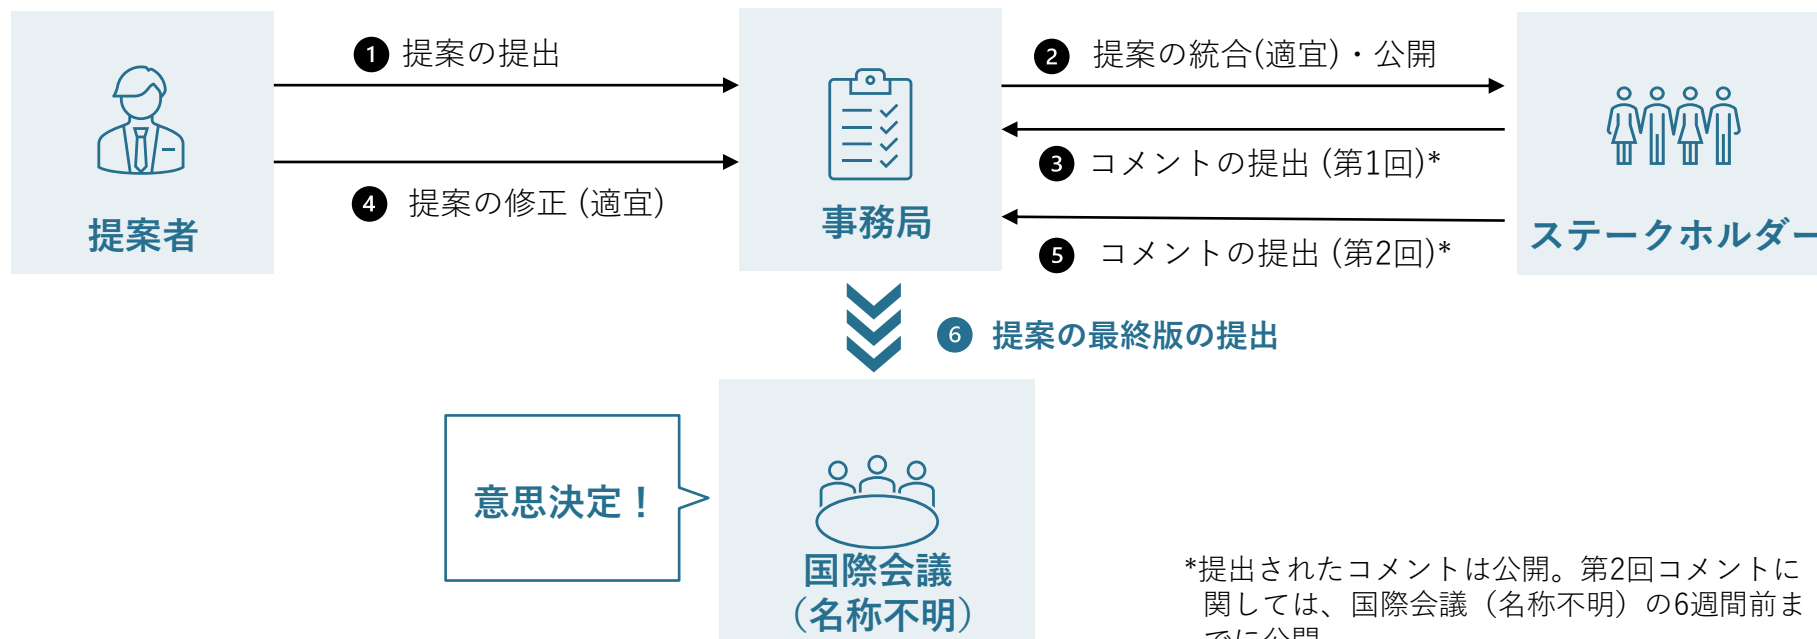 ❶ 提案の提出
❷ 提案の統合(適宜)・公開
❸ コメントの提出 (第1回)*
❹ 提案の修正 (適宜)
❺ コメントの提出 (第2回)*
提案者
事務局
ステークホルダー
❻ 提案の最終版の提出
意思決定！
国際会議
（名称不明）
*提出されたコメントは公開。第2回コメントに
関しては、国際会議（名称不明）の6週間前ま
でに公開